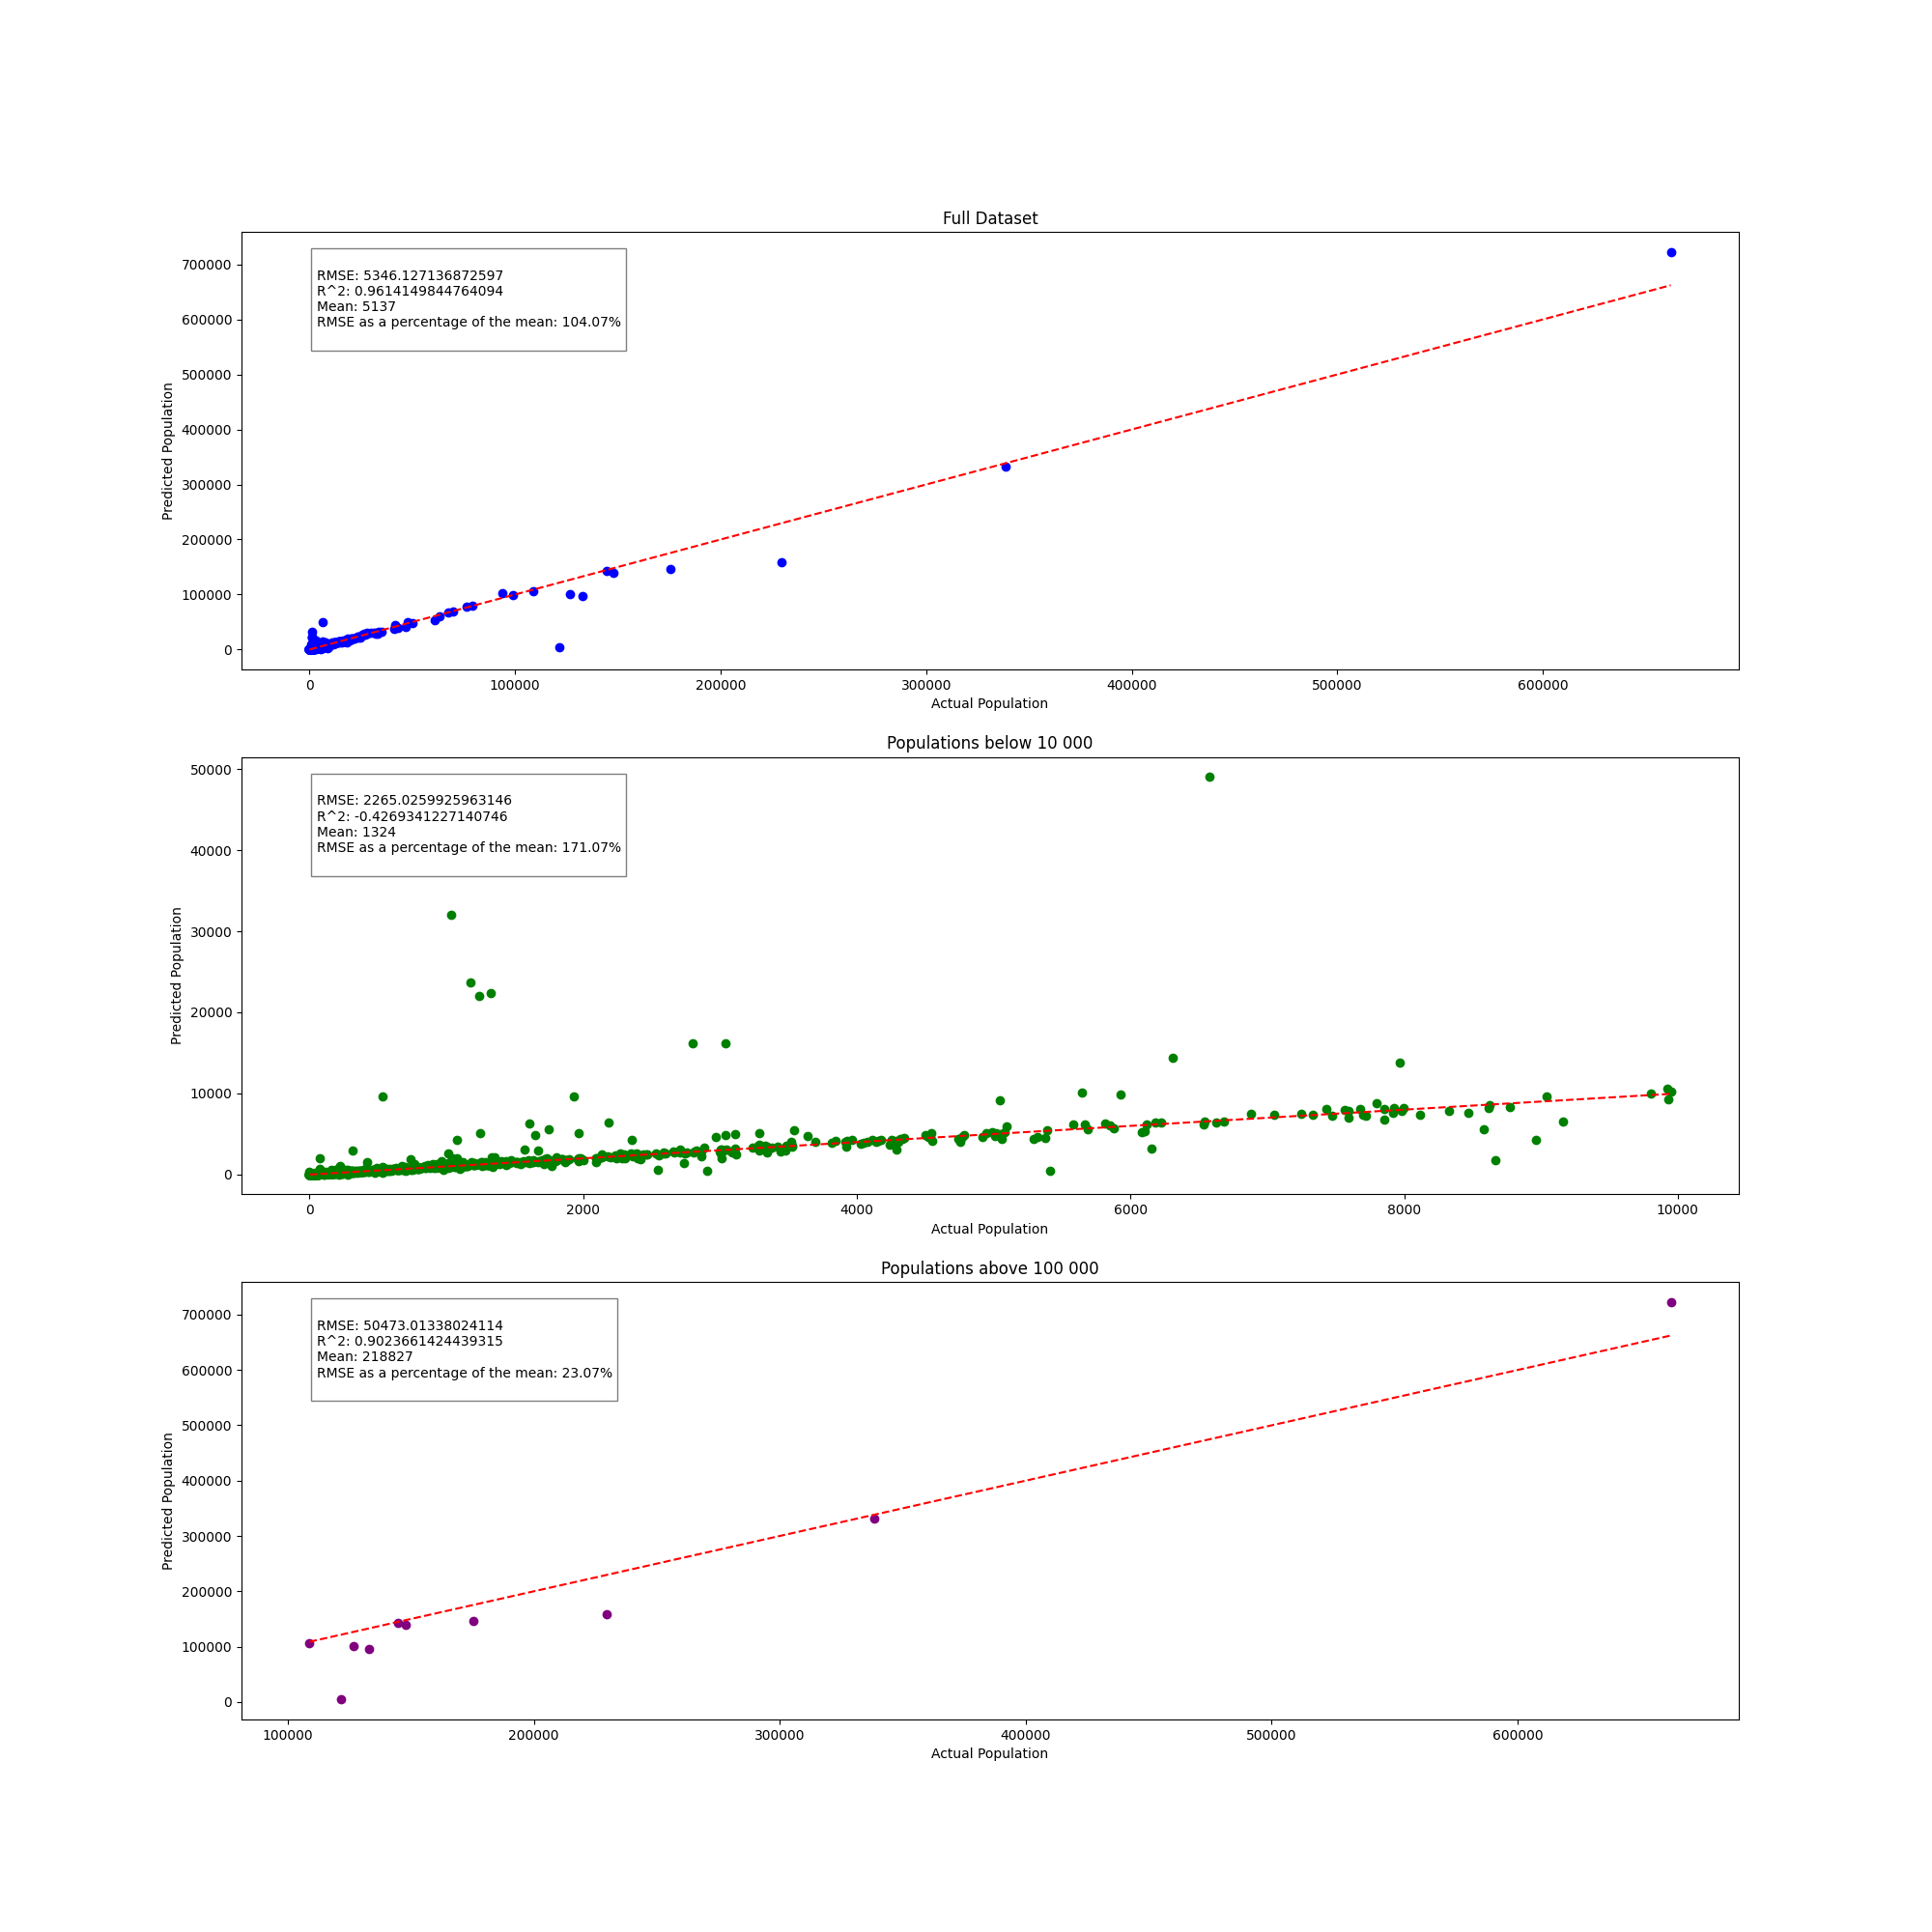 Full Dataset
RMSE: 5346.127136872597
R^2: 0.9614149844764094
Mean: 5137
RMSE as a percentage of the mean: 104.07%
Predicted Population
700000
600000
500000
400000
300000
200000
100000
0
0 100000 200000 300000 400000 500000 600000
Actual Population
Populations below 10 000
RMSE: 2265.0259925963146
R^2: -0.4269341227140746
Mean: 1324
RMSE as a percentage of the mean: 171.07%
Predicted Population
50000
40000
30000
20000
10000
0
0 2000 4000 6000 8000 10000
Actual Population
Populations above 100 000
RMSE: 50473.01338024114
R^2: 0.9023661424439315
Mean: 218827
RMSE as a percentage of the mean: 23.07%
Predicted Population
700000
600000
500000
400000
300000
200000
100000
0
100000 200000 300000 400000 500000 600000
Actual Population